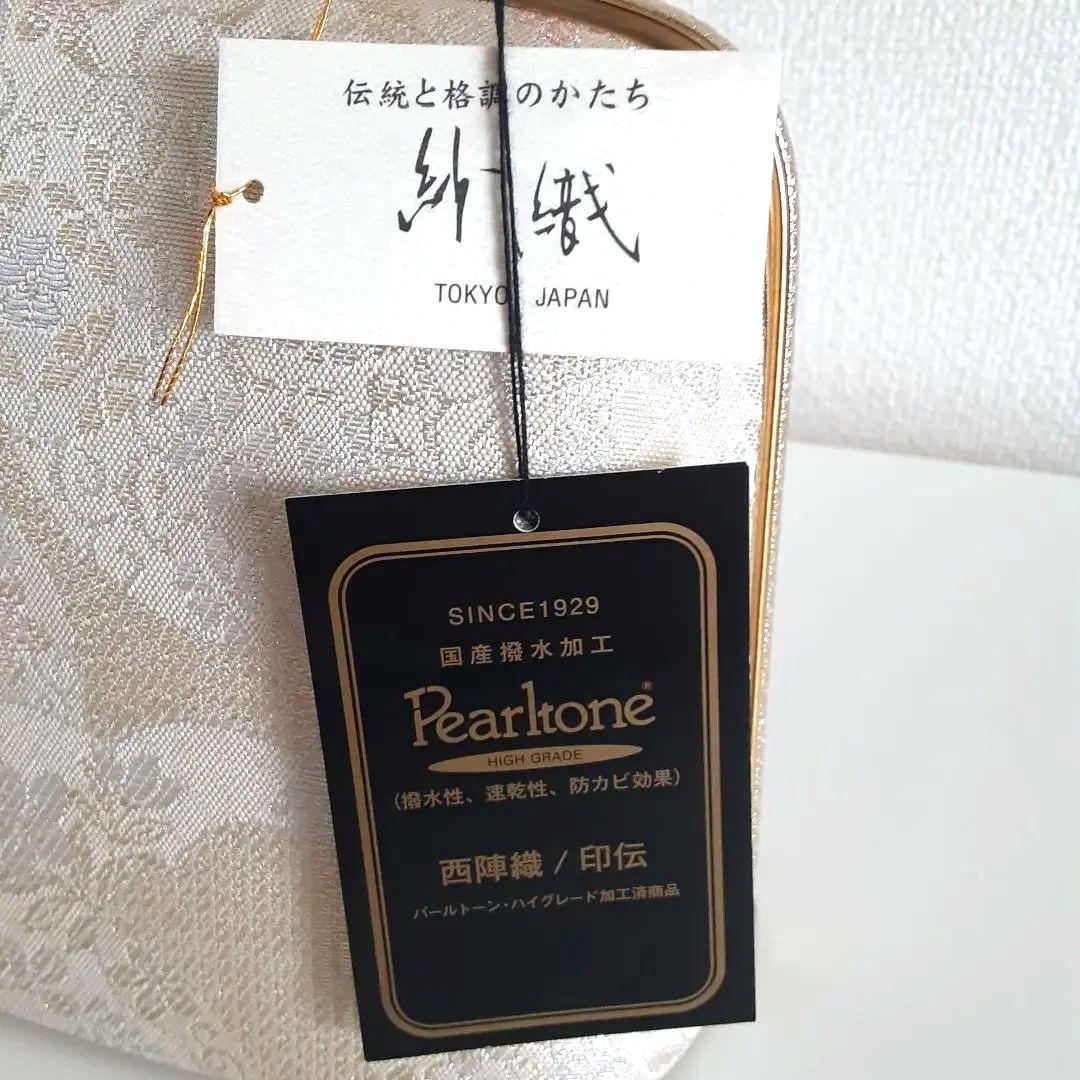 伝統と格調のかたち
紗織
TOKYO, JAPAN
SINCE1929
国産撥水加工
Pearltone®
HIGH GRADE
(撥水性、速乾性、防カビ効果)
西陣織 / 印伝
パールトーン・ハイグレード加工済商品